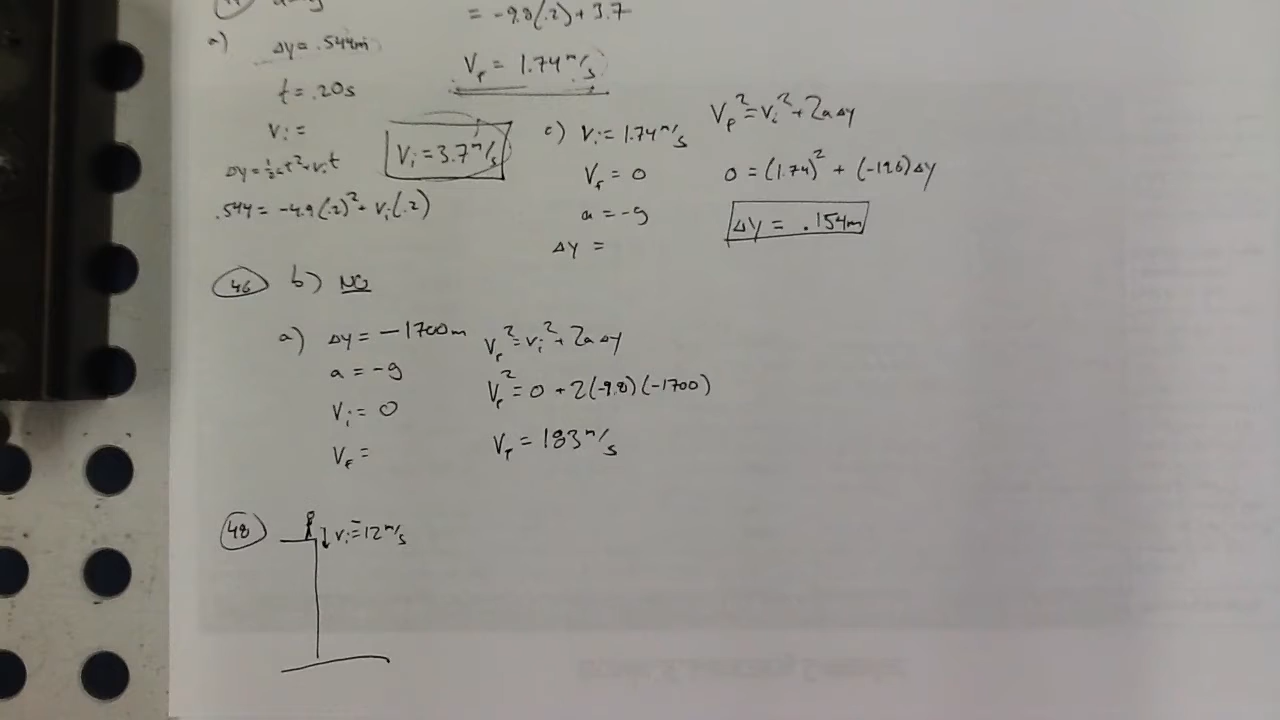 = -9.8(.2) + 3.7
a)
Δy = .544m
Vf = 1.74 m/s
t = .20s
Vi =
Vi = 3.7 m/s
Δy = ½at² + vit
.544 = -4.9(.2)² + Vi(.2)
c) Vi = 1.74 m/s
Vf = 0
a = -g
Δy =
Vf² = Vi² + 2aΔy
0 = (1.74)² + (-19.6)Δy
Δy = .154m
46 b) NO
a) Δy = -1700m
a = -g
Vi = 0
Vf =
Vf² = Vi² + 2aΔy
Vf² = 0 + 2(-9.8)(-1700)
Vf = 183 m/s
48
Vi = 12 m/s